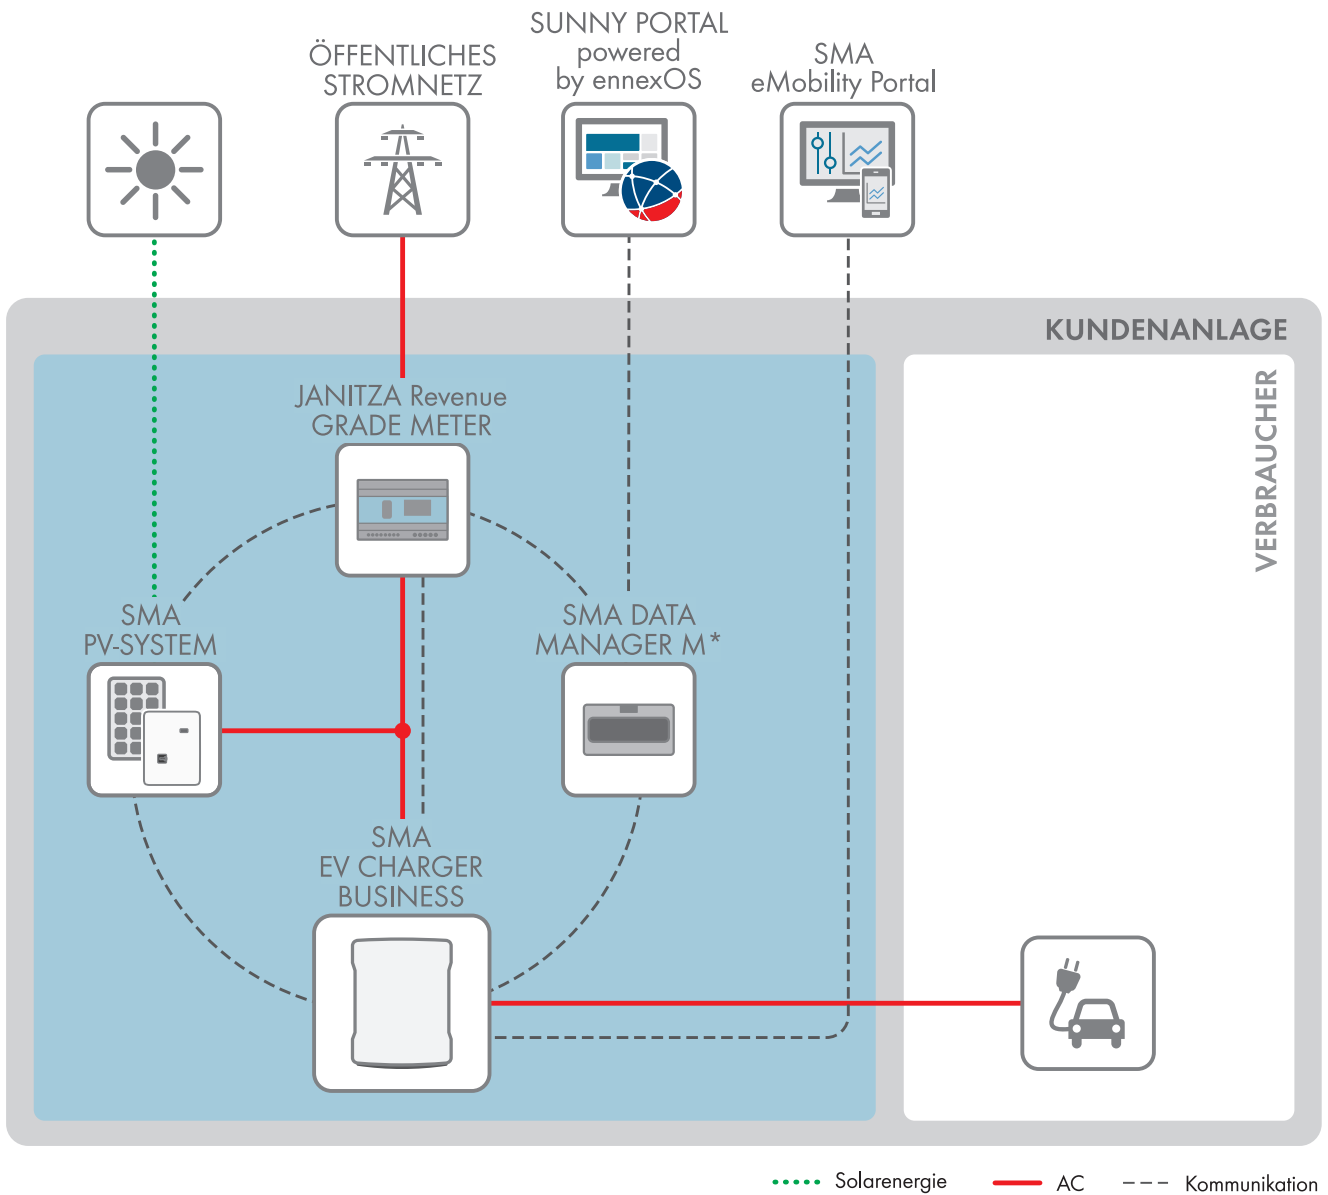 SUNNY PORTAL
powered
by ennexOS
ÖFFENTLICHES
STROMNETZ
SMA
eMobility Portal
KUNDENANLAGE
VERBRAUCHER
JANITZA Revenue
GRADE METER
SMA
PV-SYSTEM
SMA DATA
MANAGER M*
SMA
EV CHARGER
BUSINESS
Solarenergie
AC
Kommunikation